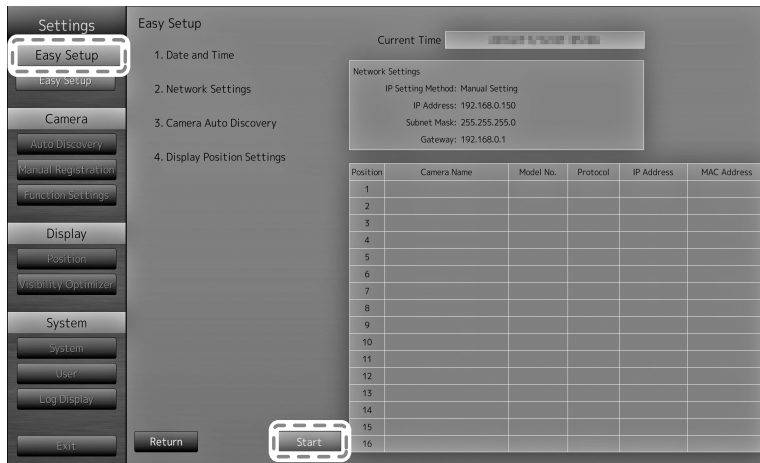 Settings
Easy Setup
Easy Setup
Camera
Auto Discovery
Manual Registration
Function Settings
Display
Position
Visibility Optimizer
System
System
User
Log Display
Exit
Easy Setup
1. Date and Time
2. Network Settings
3. Camera Auto Discovery
4. Display Position Settings
Return
Start
Current Time
Network Settings
IP Setting Method: Manual Setting
IP Address: 192.168.0.150
Subnet Mask: 255.255.255.0
Gateway: 192.168.0.1
Position Camera Name Model No. Protocol IP Address MAC Address
1
2
3
4
5
6
7
8
9
10
11
12
13
14
15
16